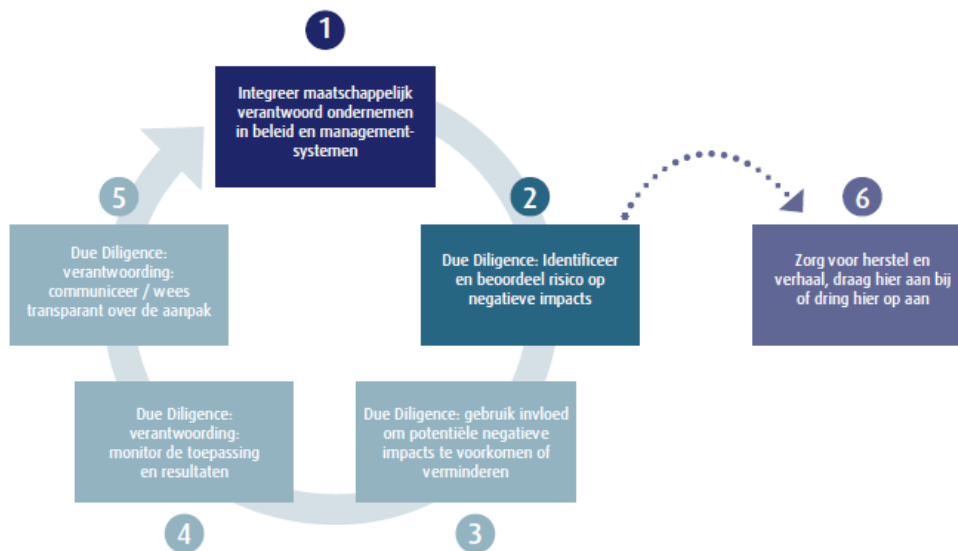 1
Integreer maatschappelijk
verantwoord ondernemen
in beleid en management-
systemen
2
Due Diligence: Identificeer
en beoordeel risico op
negatieve impacts
3
Due Diligence: gebruik invloed
om potentiële negatieve
impacts te voorkomen of
verminderen
4
Due Diligence:
verantwoording:
monitor de toepassing
en resultaten
5
Due Diligence:
verantwoording:
communiceer / wees
transparant over de aanpak
6
Zorg voor herstel en
verhaal, draag hier aan bij
of dring hier op aan